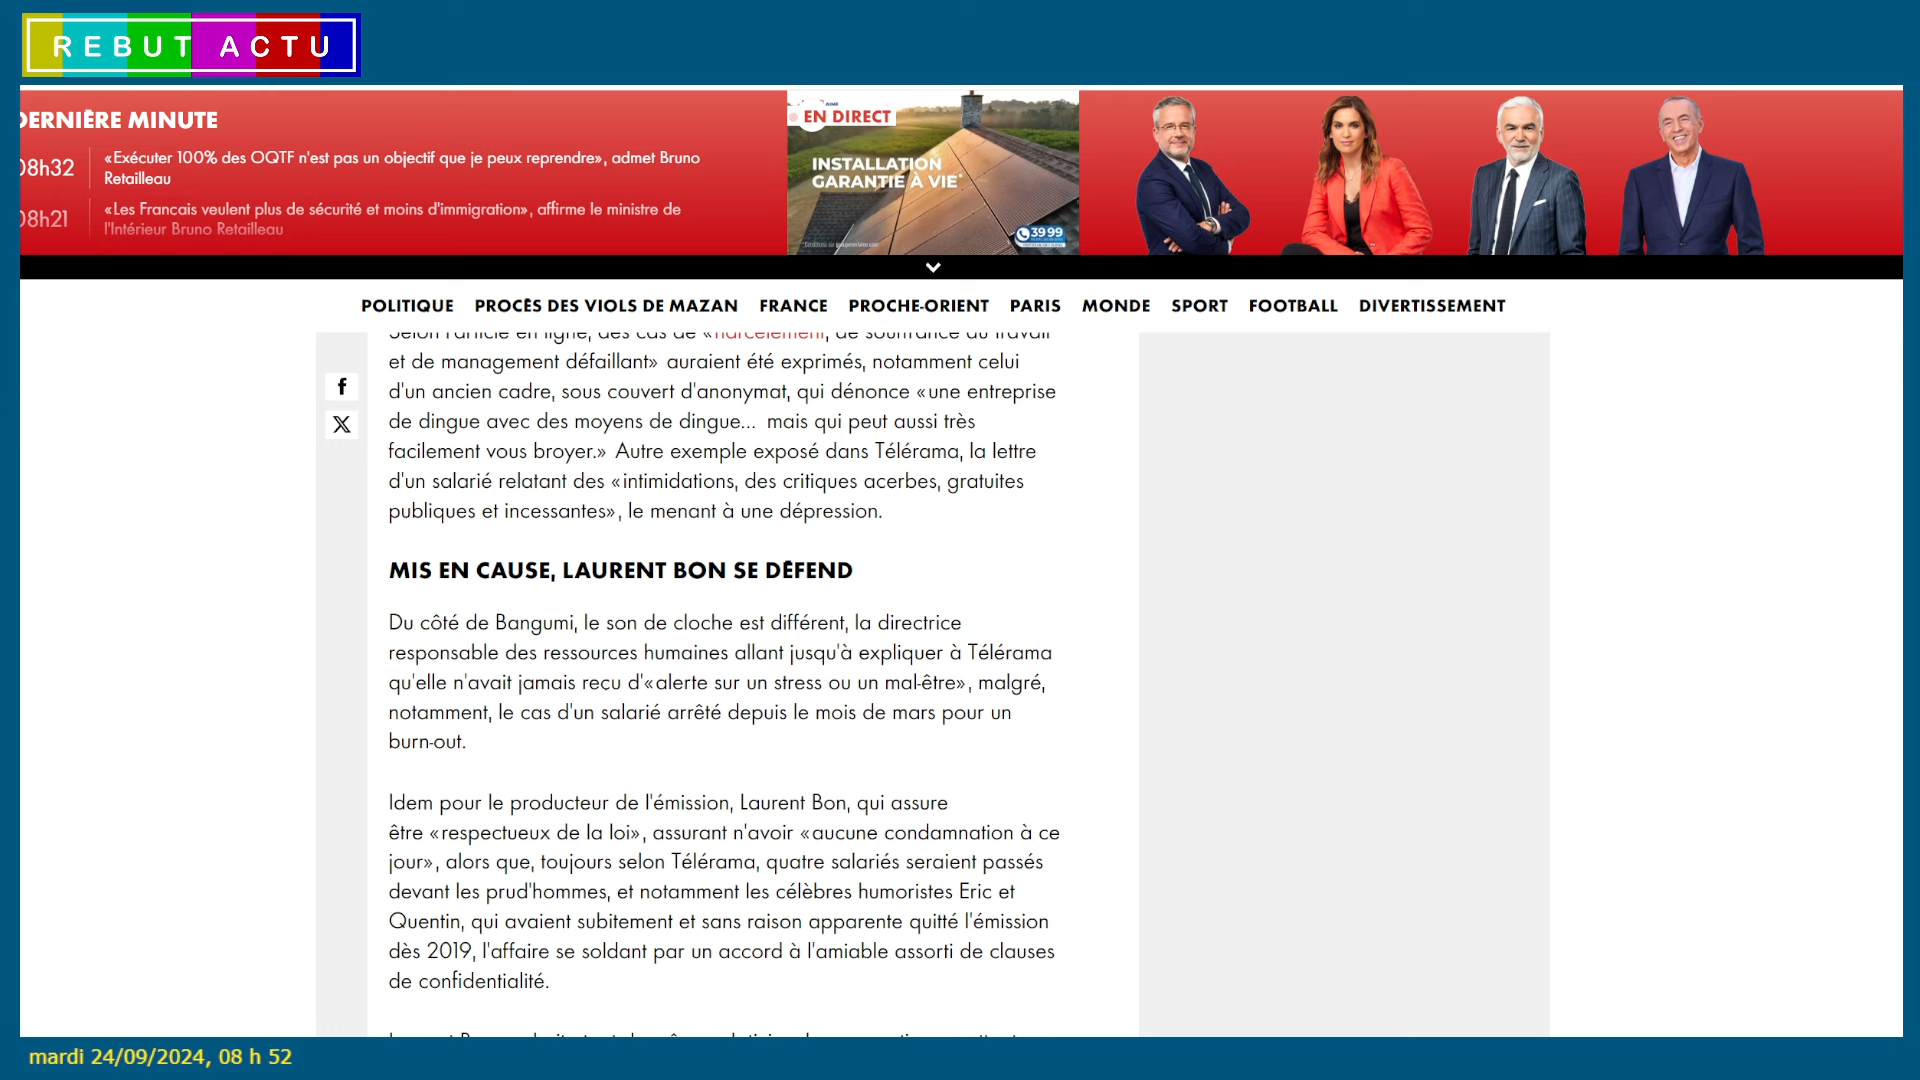 REBUT ACTU
DERNIÈRE MINUTE
08h32
«Exécuter 100% des OQTF n'est pas un objectif que je peux reprendre», admet Bruno
Retailleau
08h21
«Les Francais veulent plus de sécurité et moins d'immigration», affirme le ministre de
l'Intérieur Bruno Retailleau
EN DIRECT
INSTALLATION
GARANTIE À VIE*
39 99
POLITIQUE PROCÈS DES VIOLS DE MAZAN FRANCE PROCHE-ORIENT PARIS MONDE SPORT FOOTBALL DIVERTISSEMENT
Selon l'article en ligne, des cas de «harcèlement, de souffrance au travail
et de management défaillant» auraient été exprimés, notamment celui
d'un ancien cadre, sous couvert d'anonymat, qui dénonce «une entreprise
de dingue avec des moyens de dingue... mais qui peut aussi très
facilement vous broyer.» Autre exemple exposé dans Télérama, la lettre
d'un salarié relatant des «intimidations, des critiques acerbes, gratuites
publiques et incessantes», le menant à une dépression.
MIS EN CAUSE, LAURENT BON SE DÉFEND
Du côté de Bangumi, le son de cloche est différent, la directrice
responsable des ressources humaines allant jusqu'à expliquer à Télérama
qu'elle n'avait jamais reçu d'«alerte sur un stress ou un mal-être», malgré,
notamment, le cas d'un salarié arrêté depuis le mois de mars pour un
burn-out.
Idem pour le producteur de l'émission, Laurent Bon, qui assure
être «respectueux de la loi», assurant n'avoir «aucune condamnation à ce
jour», alors que, toujours selon Télérama, quatre salariés seraient passés
devant les prud'hommes, et notamment les célèbres humoristes Eric et
Quentin, qui avaient subitement et sans raison apparente quitté l'émission
dès 2019, l'affaire se soldant par un accord à l'amiable assorti de clauses
de confidentialité.
mardi 24/09/2024, 08 h 52